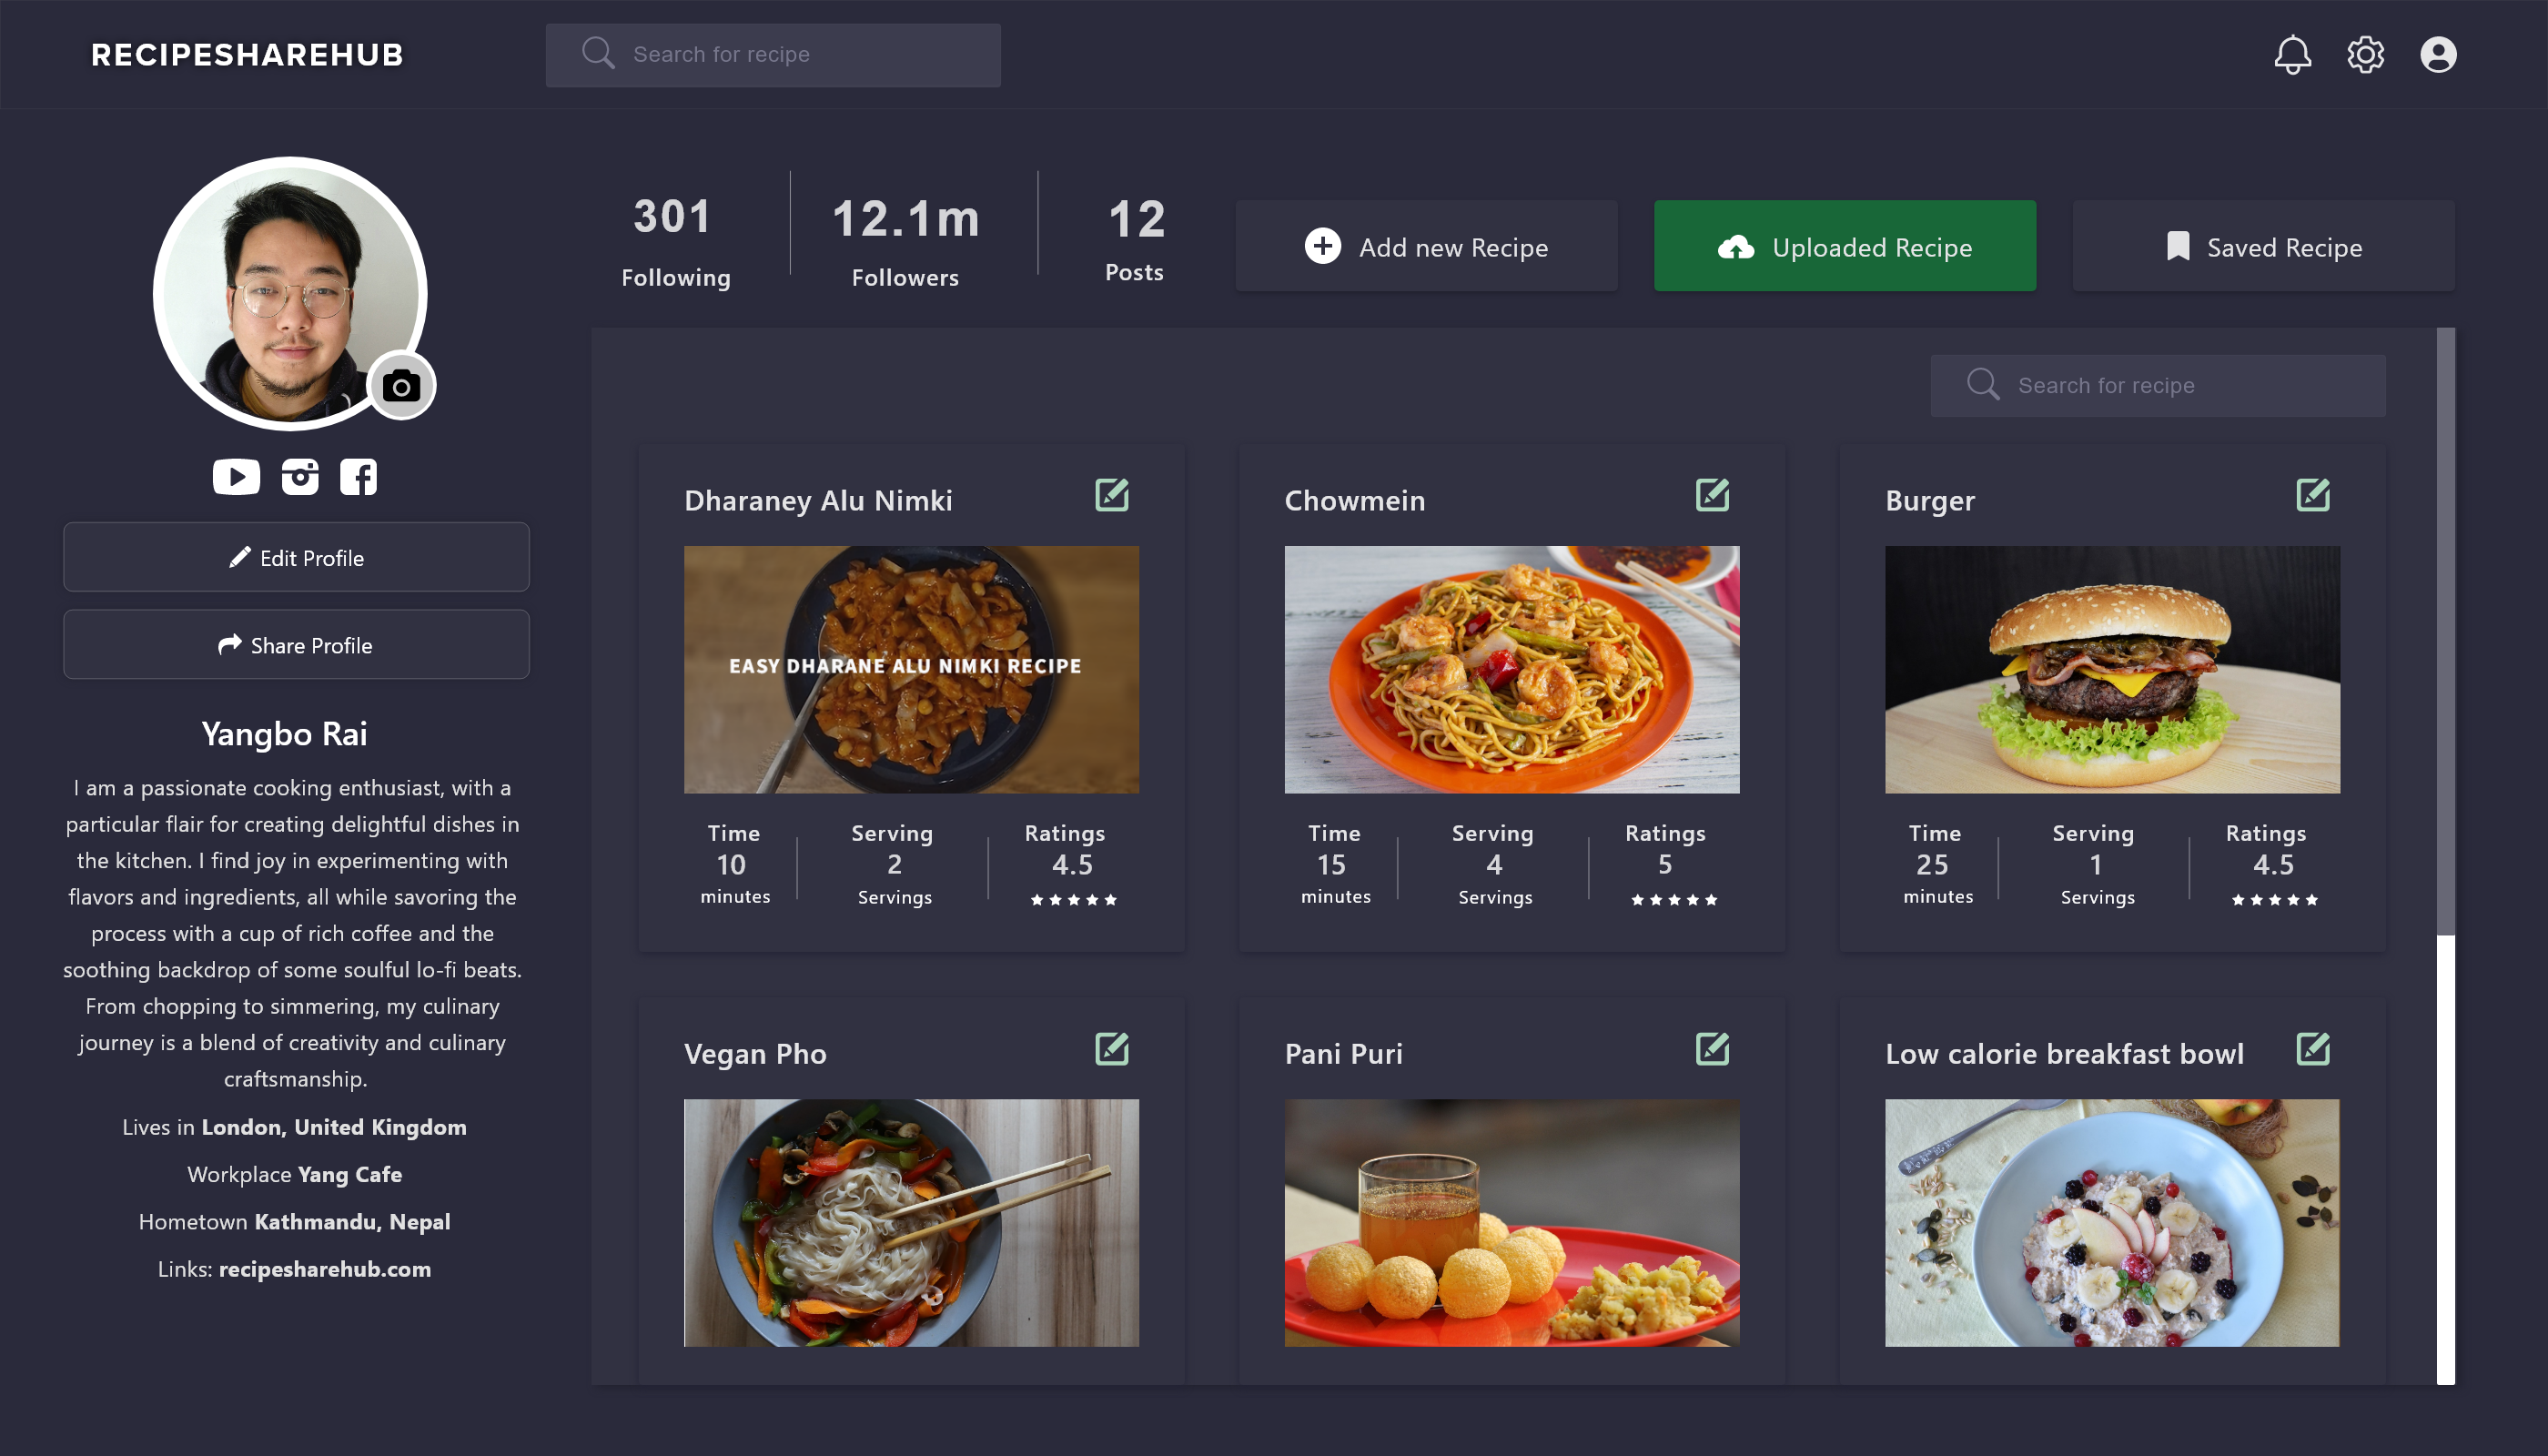 RECIPESHAREHUB
Search for recipe
301
Following
12.1m
Followers
12
Posts
Add new Recipe
Uploaded Recipe
Saved Recipe
Edit Profile
Share Profile
Yangbo Rai
I am a passionate cooking enthusiast, with a
particular flair for creating delightful dishes in
the kitchen. I find joy in experimenting with
flavors and ingredients, all while savoring the
process with a cup of rich coffee and the
soothing backdrop of some soulful lo-fi beats.
From chopping to simmering, my culinary
journey is a blend of creativity and culinary
craftsmanship.
Lives in London, United Kingdom
Workplace Yang Cafe
Hometown Kathmandu, Nepal
Links: recipesharehub.com
Search for recipe
Dharaney Alu Nimki
EASY DHARANE ALU NIMKI RECIPE
Time
10
minutes
Serving
2
Servings
Ratings
4.5
Chowmein
Time
15
minutes
Serving
4
Servings
Ratings
5
Burger
Time
25
minutes
Serving
1
Servings
Ratings
4.5
Vegan Pho
Pani Puri
Low calorie breakfast bowl